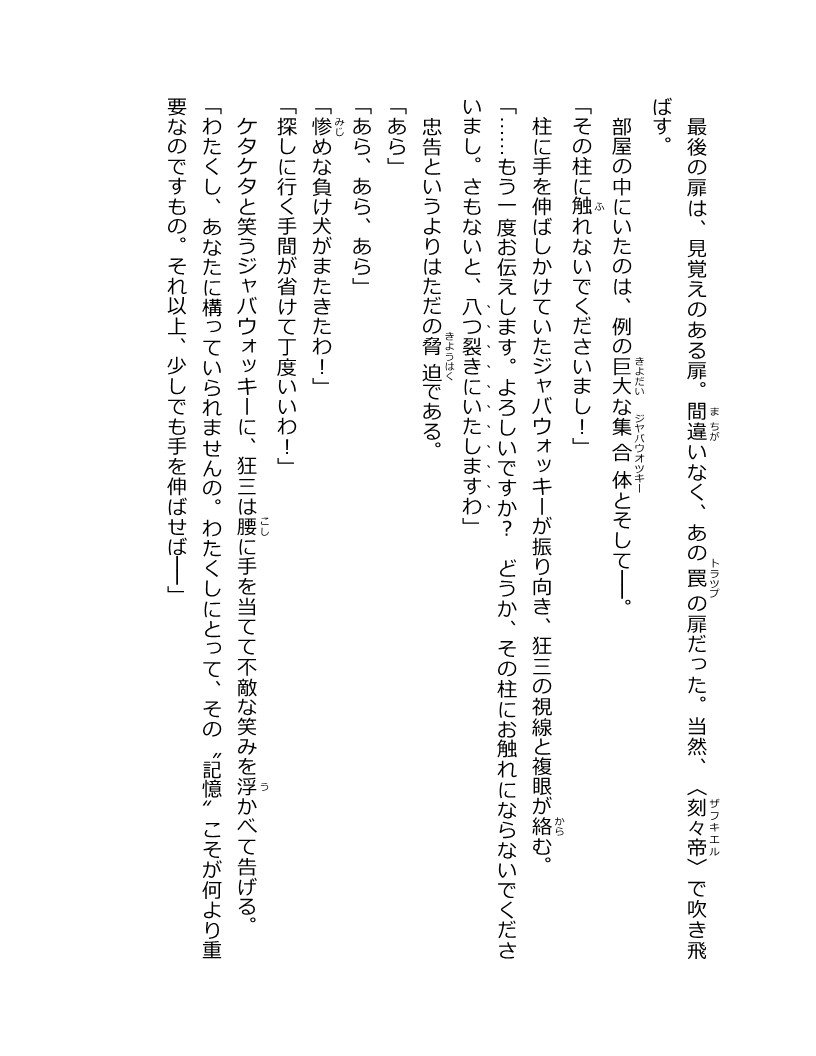 最後の扉は、見覚えのある扉。間違いなく、あの罠の扉だった。当然、〈刻々帝〉で吹き飛
ばす。
部屋の中にいたのは、例の巨大な集合体とそして――。
「その柱に触れないでくださいまし！」
柱に手を伸ばしかけていたジャバウォッキーが振り向き、狂三の視線と複眼が絡む。
「……もう一度お伝えします。よろしいですか？　どうか、その柱にお触れにならないでくださ
いまし。さもないと、八つ裂きにいたしますわ」
忠告というよりはただの脅迫である。
「あら」
「あら、あら、あら」
「惨めな負け犬がまたきたわ！」
「探しに行く手間が省けて丁度いいわ！」
ケタケタと笑うジャバウォッキーに、狂三は腰に手を当てて不敵な笑みを浮かべて告げる。
「わたくし、あなたに構っていられませんの。わたくしにとって、その〝記憶〟こそが何より重
要なのですもの。それ以上、少しでも手を伸ばせば――」